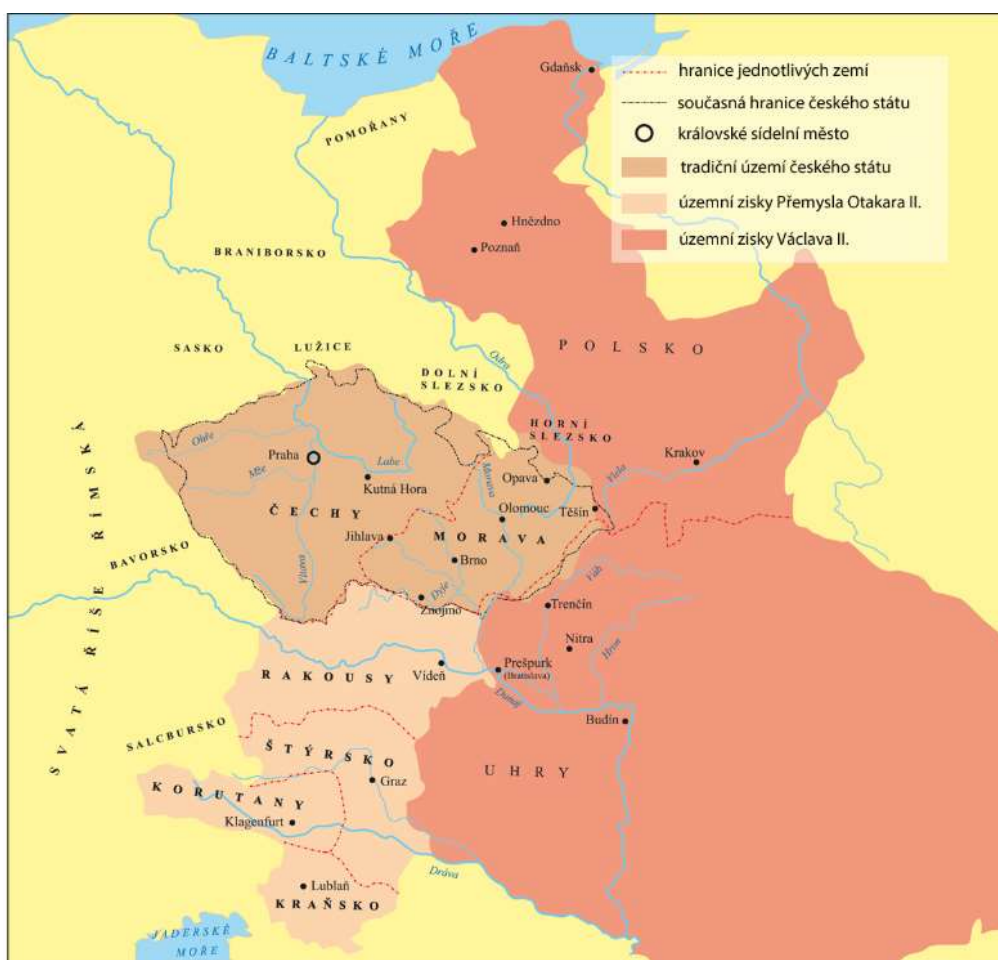 BALTSKÉ MOŘE
Gdaňsk
hranice jednotlivých zemí
současná hranice českého státu
královské sídelní město
tradiční území českého státu
územní zisky Přemysla Otakara II.
územní zisky Václava II.
POMOŘANY
Hnězdno
Poznaň
BRANIBORSKO
SASKO
LUŽICE
POLSKO
Odra
DOLNÍ
SLEZSKO
HORNÍ
SLEZSKO
Ohře
Praha
Labe
Mže
Kutná Hora
Morava
Opava
Krakov
Visla
ČECHY
Olomouc
Těšín
Jihlava
MORAVA
BAVORSKO
Vltava
Brno
Dyje
Znojmo
Váh
Trenčín
SVATÁ ŘÍŠE ŘÍMSKÁ
Nitra
Hron
RAKOUSY
Vídeň
Prešpurk
(Bratislava)
Dunaj
Budín
SALCBURSKO
ŠTÝRSKO
Graz
UHRY
KORUTANY
Klagenfurt
Dráva
Lublaň
KRAŇSKO
JADERSKÉ
MOŘE